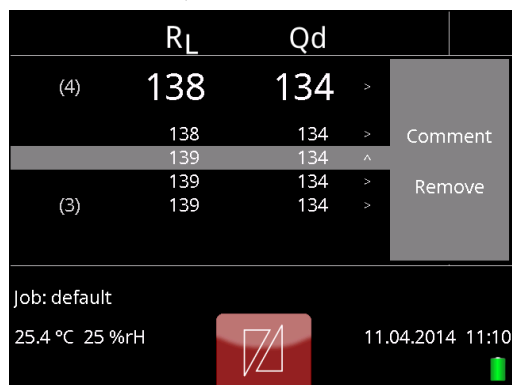 RL Qd
(4) 138 134 >
138 134 > Comment
139 134 ^
139 134 > Remove
(3) 139 134 >
Job: default
25.4 °C 25 %rH 11.04.2014 11:10